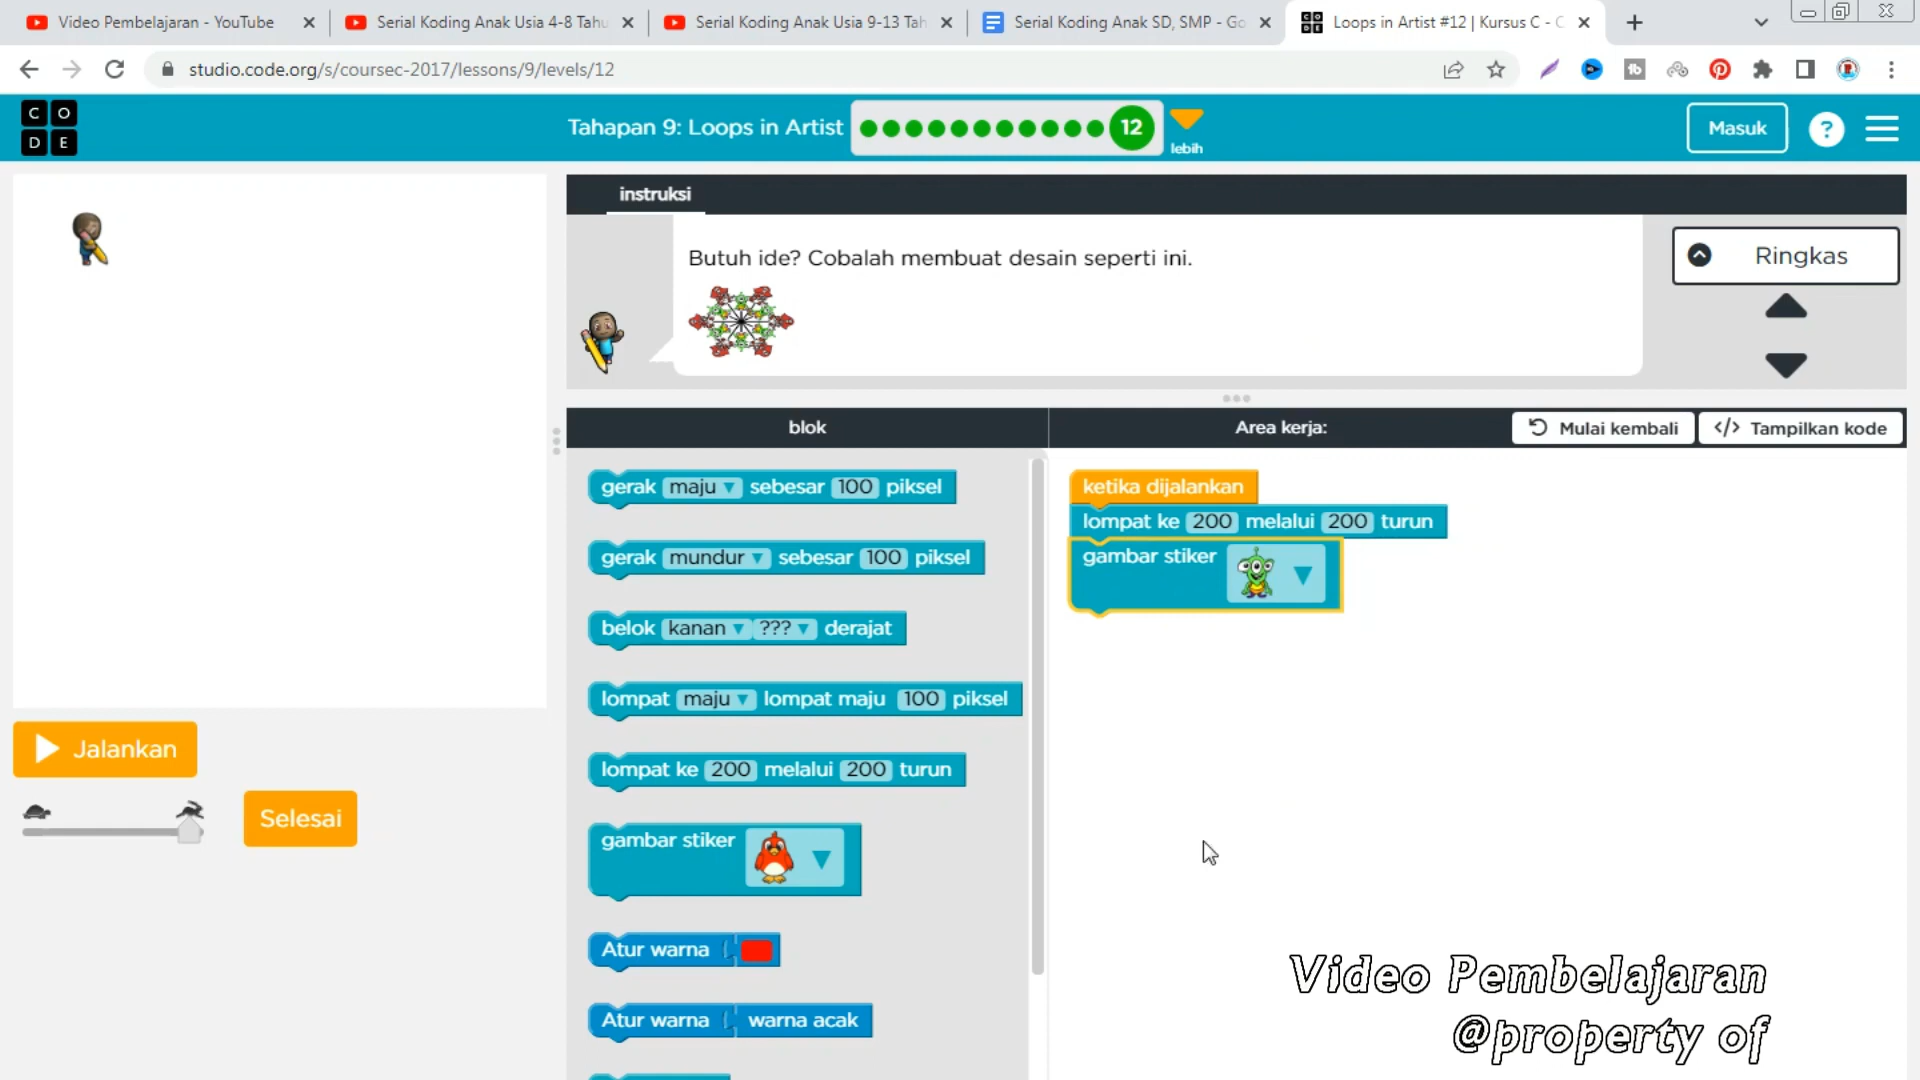 Video Pembelajaran - YouTube
Serial Koding Anak Usia 4-8 Tahu
Serial Koding Anak Usia 9-13 Tah
Serial Koding Anak SD, SMP - Go
Loops in Artist #12 | Kursus C - C
studio.code.org/s/coursec-2017/lessons/9/levels/12
C O
D E
Tahapan 9: Loops in Artist
12
lebih
Masuk
?
instruksi
Butuh ide? Cobalah membuat desain seperti ini.
Ringkas
blok
Area kerja:
Mulai kembali
</> Tampilkan kode
gerak maju ▼ sebesar 100 piksel
gerak mundur ▼ sebesar 100 piksel
belok kanan ▼ ??? ▼ derajat
lompat maju ▼ lompat maju 100 piksel
lompat ke 200 melalui 200 turun
gambar stiker ▼
Atur warna
Atur warna warna acak
ketika dijalankan
lompat ke 200 melalui 200 turun
gambar stiker ▼
Jalankan
Selesai
Video Pembelajaran
@property of